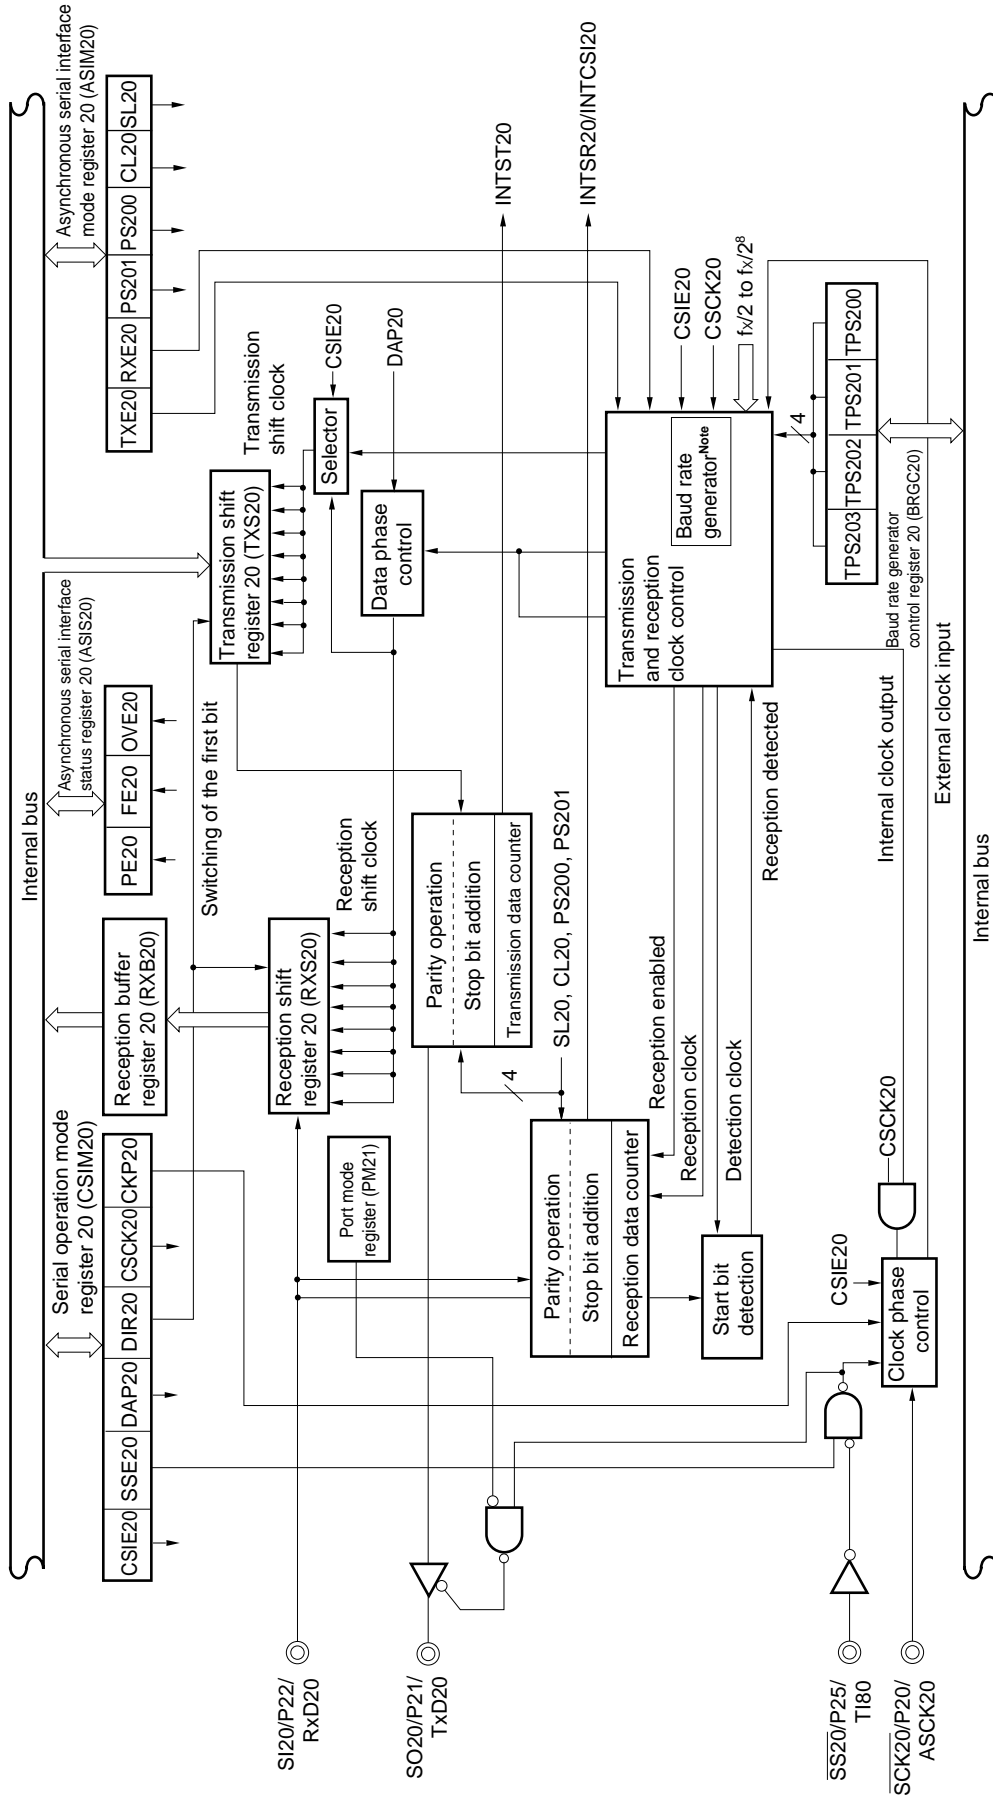 Internal bus
Serial operation mode
register 20 (CSIM20)
CSIE20 SSE20 DAP20 DIR20 CSCK20 CKP20
Reception buffer
register 20 (RXB20)
Asynchronous serial interface
status register 20 (ASIS20)
PE20 FE20 OVE20
Asynchronous serial interface
mode register 20 (ASIM20)
TXE20 RXE20 PS201 PS200 CL20 SL20
Switching of the first bit
Transmission shift
register 20 (TXS20)
Transmission
shift clock
Reception shift
register 20 (RXS20)
Reception
shift clock
Selector
CSIE20
SI20/P22/
RxD20
Port mode
register (PM21)
Data phase
control
DAP20
SO20/P21/
TxD20
Parity operation
Stop bit addition
Transmission data counter
INTST20
4
SL20, CL20, PS200, PS201
INTSR20/INTCSI20
Parity operation
Stop bit addition
Reception data counter
Reception enabled
Reception clock
Detection clock
Start bit
detection
Reception detected
Transmission
and reception
clock control
Baud rate
generatorNote
CSIE20
CSCK20
fx/2 to fx/2⁸
4
TPS203 TPS202 TPS201 TPS200
Baud rate generator
control register 20 (BRGC20)
SS20/P25/
TI80
SCK20/P20/
ASCK20
CSIE20
Clock phase
control
CSCK20
Internal clock output
External clock input
Internal bus